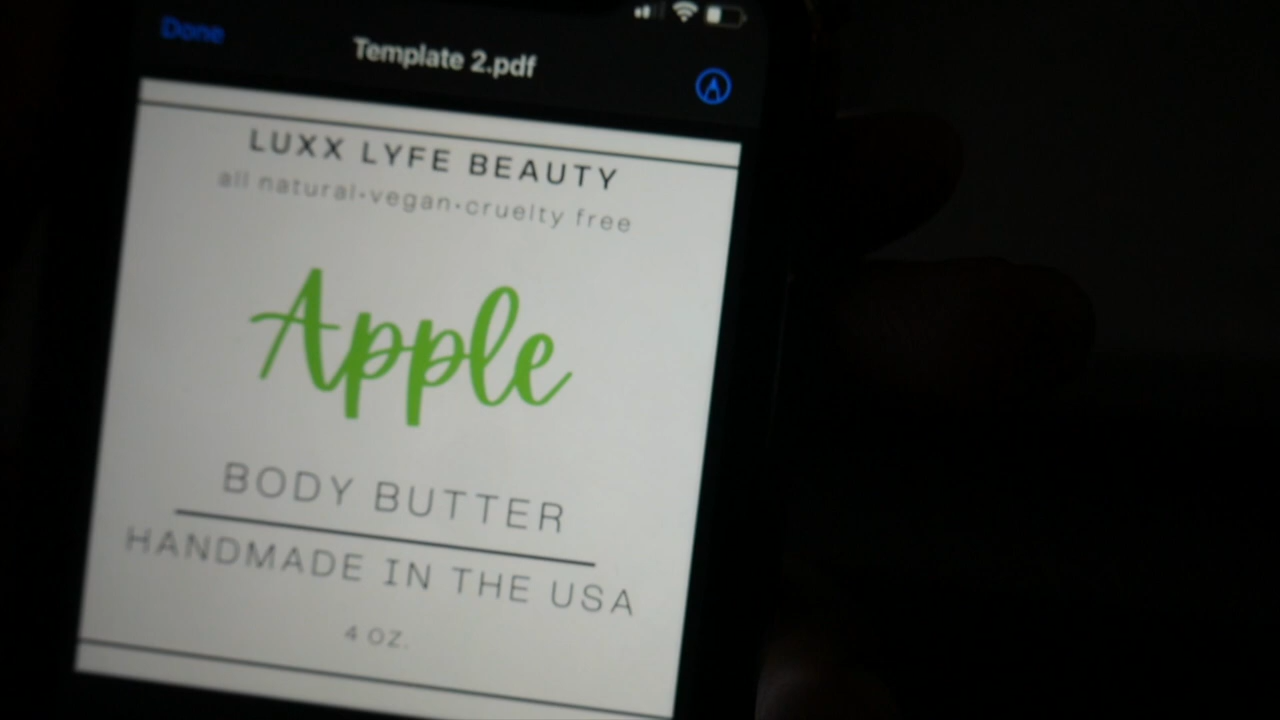 Done
Template 2.pdf
LUXX LYFE BEAUTY
all natural•vegan•cruelty free
Apple
BODY BUTTER
HANDMADE IN THE USA
4 OZ.